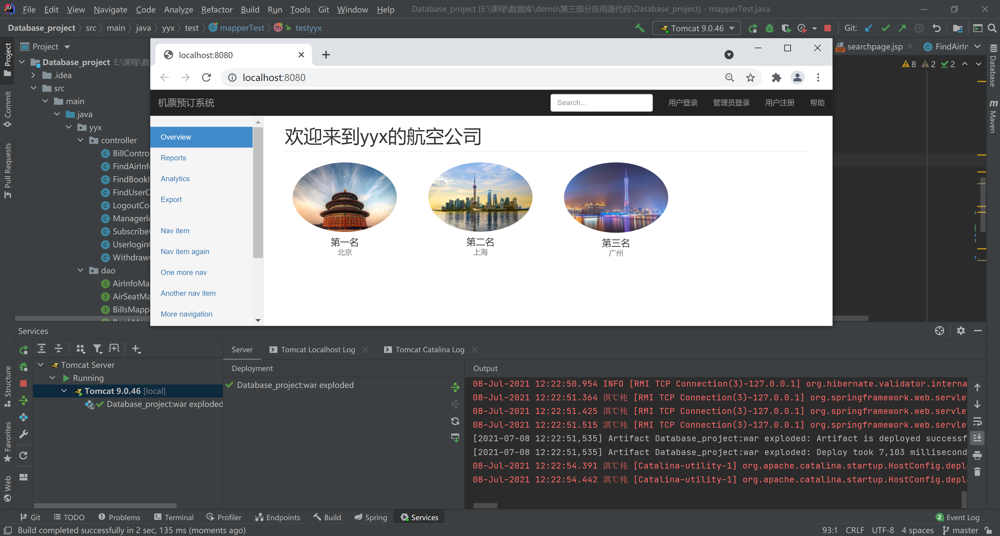 File Edit View Navigate Code Analyze Refactor Build Run Tools Git Window Help Database_project [E:\课程\数据库\demo\第三部分应用源代码\Database_project] - mapperTest.java
Database_project src main java yyx test mapperTest testyyx Tomcat 9.0.46 Git:
Project
searchpage.jsp FindAirIn
8 2 2
Database_project E:\课程\数
.idea
src
main
java
yyx
controller
BillContro
FindAirInf
FindBookI
FindUserC
LogoutCo
Managerlo
Subscribe
Userlogin
Withdraw
dao
AirInfoMa
AirSeatMa
BillsMapp
Project
Commit
Pull Requests
Structure
Favorites
Web
Database
Maven
localhost:8080
localhost:8080
机票预订系统 Search... 用户登录 管理员登录 用户注册 帮助
Overview
Reports
Analytics
Export
Nav item
Nav item again
One more nav
Another nav item
More navigation
欢迎来到yyx的航空公司
第一名 第二名 第三名
北京 上海 广州
Services
Server Tomcat Localhost Log Tomcat Catalina Log
Tomcat Server
Running
Tomcat 9.0.46 [local]
Database_project:war exploded
Deployment
Database_project:war exploded
Output
08-Jul-2021 12:22:50.954 INFO [RMI TCP Connection(3)-127.0.0.1] org.hibernate.validator.interna
08-Jul-2021 12:22:51.364 淇℃伅 [RMI TCP Connection(3)-127.0.0.1] org.springframework.web.servle
08-Jul-2021 12:22:51.425 淇℃伅 [RMI TCP Connection(3)-127.0.0.1] org.springframework.web.servle
08-Jul-2021 12:22:51.515 淇℃伅 [RMI TCP Connection(3)-127.0.0.1] org.springframework.web.servle
[2021-07-08 12:22:51,535] Artifact Database_project:war exploded: Artifact is deployed successf
[2021-07-08 12:22:51,535] Artifact Database_project:war exploded: Deploy took 7,103 millisecond
08-Jul-2021 12:22:54.391 淇℃伅 [Catalina-utility-1] org.apache.catalina.startup.HostConfig.depl
08-Jul-2021 12:22:54.442 淇℃伅 [Catalina-utility-1] org.apache.catalina.startup.HostConfig.depl
Git TODO Problems Terminal Profiler Endpoints Build Spring Services 2 Event Log
Build completed successfully in 2 sec, 135 ms (moments ago) 93:1 CRLF UTF-8 4 spaces master